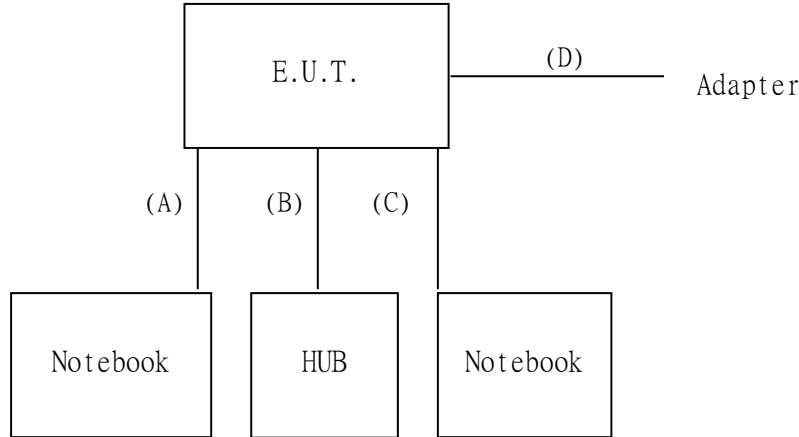 E.U.T.
(D)
Adapter
(A)
(B)
(C)
Notebook
HUB
Notebook